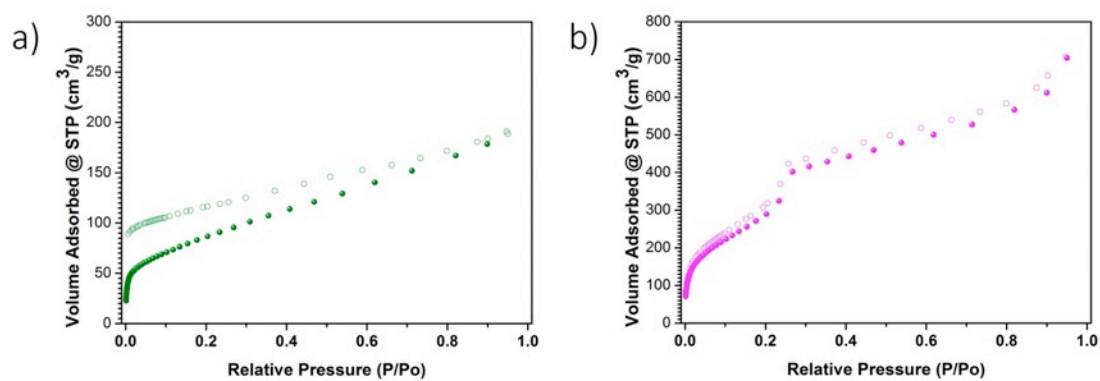 a)
Volume Adsorbed @ STP (cm³/g)
300
250
200
150
100
50
0
0.0 0.2 0.4 0.6 0.8 1.0
Relative Pressure (P/Po)
b)
Volume Adsorbed @ STP (cm³/g)
800
700
600
500
400
300
200
100
0
0.0 0.2 0.4 0.6 0.8 1.0
Relative Pressure (P/Po)